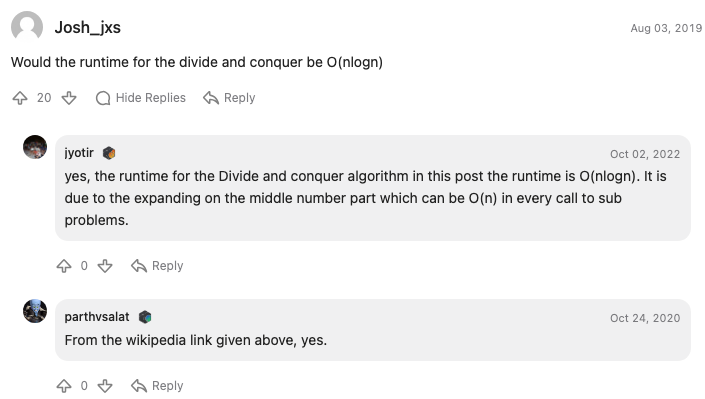 Josh_jxs
Aug 03, 2019
Would the runtime for the divide and conquer be O(nlogn)
20
Hide Replies
Reply
jyotir
Oct 02, 2022
yes, the runtime for the Divide and conquer algorithm in this post the runtime is O(nlogn). It is
due to the expanding on the middle number part which can be O(n) in every call to sub
problems.
0
Reply
parthvsalat
Oct 24, 2020
From the wikipedia link given above, yes.
0
Reply